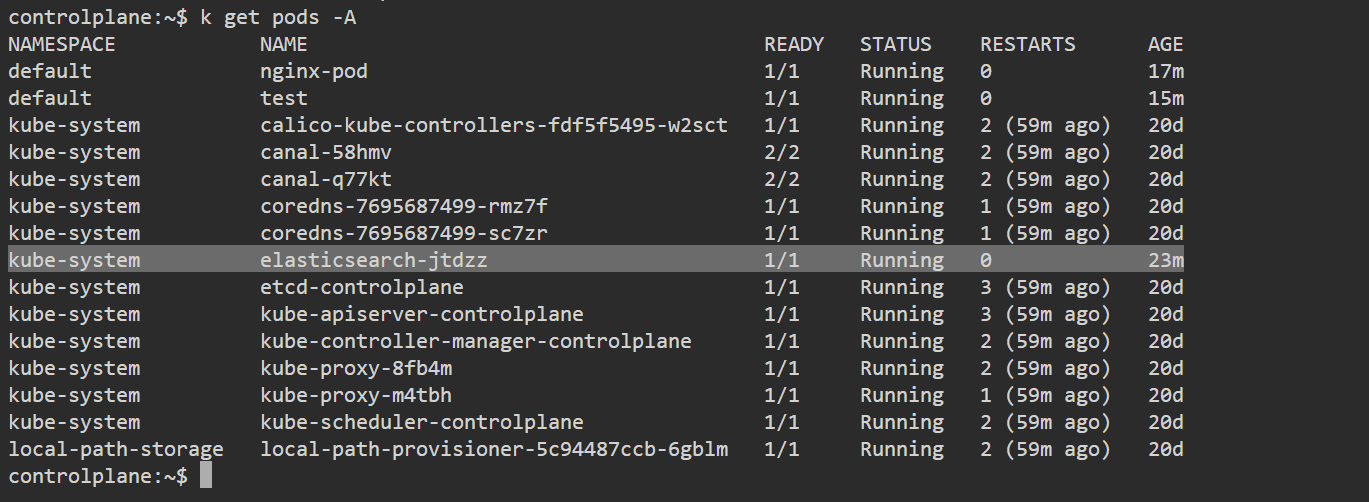 controlplane:~$ k get pods -A
NAMESPACE            NAME                                      READY   STATUS    RESTARTS      AGE
default              nginx-pod                                 1/1     Running   0             17m
default              test                                      1/1     Running   0             15m
kube-system          calico-kube-controllers-fdf5f5495-w2sct   1/1     Running   2 (59m ago)   20d
kube-system          canal-58hmv                               2/2     Running   2 (59m ago)   20d
kube-system          canal-q77kt                               2/2     Running   2 (59m ago)   20d
kube-system          coredns-7695687499-rmz7f                  1/1     Running   1 (59m ago)   20d
kube-system          coredns-7695687499-sc7zr                  1/1     Running   1 (59m ago)   20d
kube-system          elasticsearch-jtdzz                       1/1     Running   0             23m
kube-system          etcd-controlplane                         1/1     Running   3 (59m ago)   20d
kube-system          kube-apiserver-controlplane               1/1     Running   3 (59m ago)   20d
kube-system          kube-controller-manager-controlplane      1/1     Running   2 (59m ago)   20d
kube-system          kube-proxy-8fb4m                          1/1     Running   2 (59m ago)   20d
kube-system          kube-proxy-m4tbh                          1/1     Running   1 (59m ago)   20d
kube-system          kube-scheduler-controlplane               1/1     Running   2 (59m ago)   20d
local-path-storage   local-path-provisioner-5c94487ccb-6gblm   1/1     Running   2 (59m ago)   20d
controlplane:~$